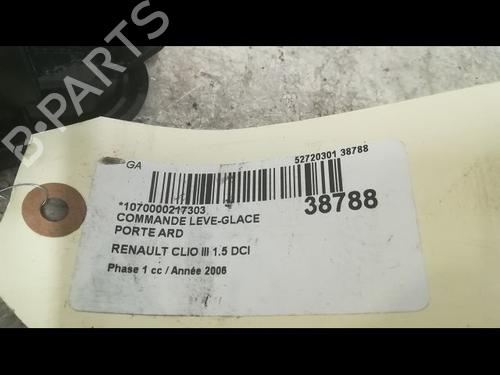 B-PARTS
GA
52720301 38788
*1070000217303
38788
COMMANDE LEVE-GLACE
PORTE ARD
RENAULT CLIO III 1.5 DCI
Phase 1 cc / Année 2006